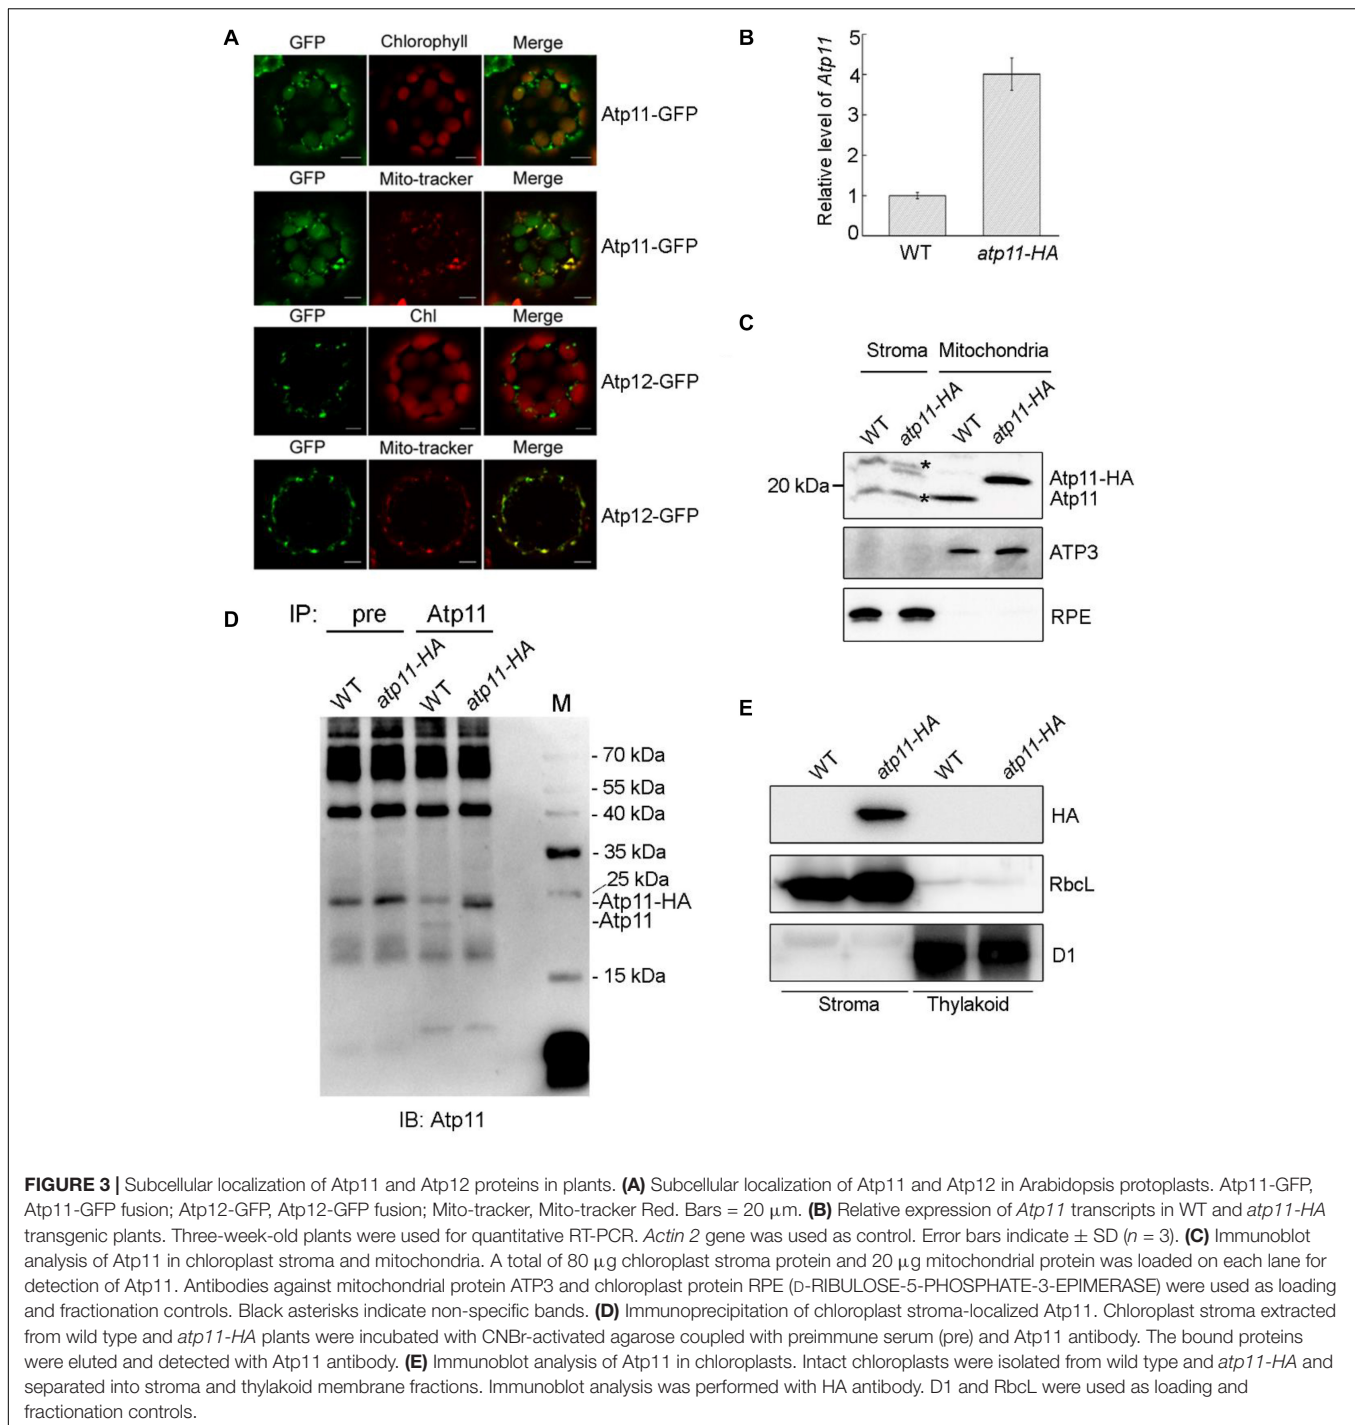 A
GFP Chlorophyll Merge
Atp11-GFP
GFP Mito-tracker Merge
Atp11-GFP
GFP Chl Merge
Atp12-GFP
GFP Mito-tracker Merge
Atp12-GFP
B
Relative level of Atp11
5
4
3
2
1
0
WT atp11-HA
C
Stroma Mitochondria
WT atp11-HA WT atp11-HA
20 kDa
*
*
Atp11-HA
Atp11
ATP3
RPE
D
IP: pre Atp11
WT atp11-HA WT atp11-HA M
- 70 kDa
- 55 kDa
- 40 kDa
- 35 kDa
25 kDa
-Atp11-HA
-Atp11
- 15 kDa
IB: Atp11
E
WT atp11-HA WT atp11-HA
HA
RbcL
D1
Stroma Thylakoid
FIGURE 3 | Subcellular localization of Atp11 and Atp12 proteins in plants. (A) Subcellular localization of Atp11 and Atp12 in Arabidopsis protoplasts. Atp11-GFP,
Atp11-GFP fusion; Atp12-GFP, Atp12-GFP fusion; Mito-tracker, Mito-tracker Red. Bars = 20 μm. (B) Relative expression of Atp11 transcripts in WT and atp11-HA
transgenic plants. Three-week-old plants were used for quantitative RT-PCR. Actin 2 gene was used as control. Error bars indicate ± SD (n = 3). (C) Immunoblot
analysis of Atp11 in chloroplast stroma and mitochondria. A total of 80 μg chloroplast stroma protein and 20 μg mitochondrial protein was loaded on each lane for
detection of Atp11. Antibodies against mitochondrial protein ATP3 and chloroplast protein RPE (D-RIBULOSE-5-PHOSPHATE-3-EPIMERASE) were used as loading
and fractionation controls. Black asterisks indicate non-specific bands. (D) Immunoprecipitation of chloroplast stroma-localized Atp11. Chloroplast stroma extracted
from wild type and atp11-HA plants were incubated with CNBr-activated agarose coupled with preimmune serum (pre) and Atp11 antibody. The bound proteins
were eluted and detected with Atp11 antibody. (E) Immunoblot analysis of Atp11 in chloroplasts. Intact chloroplasts were isolated from wild type and atp11-HA and
separated into stroma and thylakoid membrane fractions. Immunoblot analysis was performed with HA antibody. D1 and RbcL were used as loading and
fractionation controls.